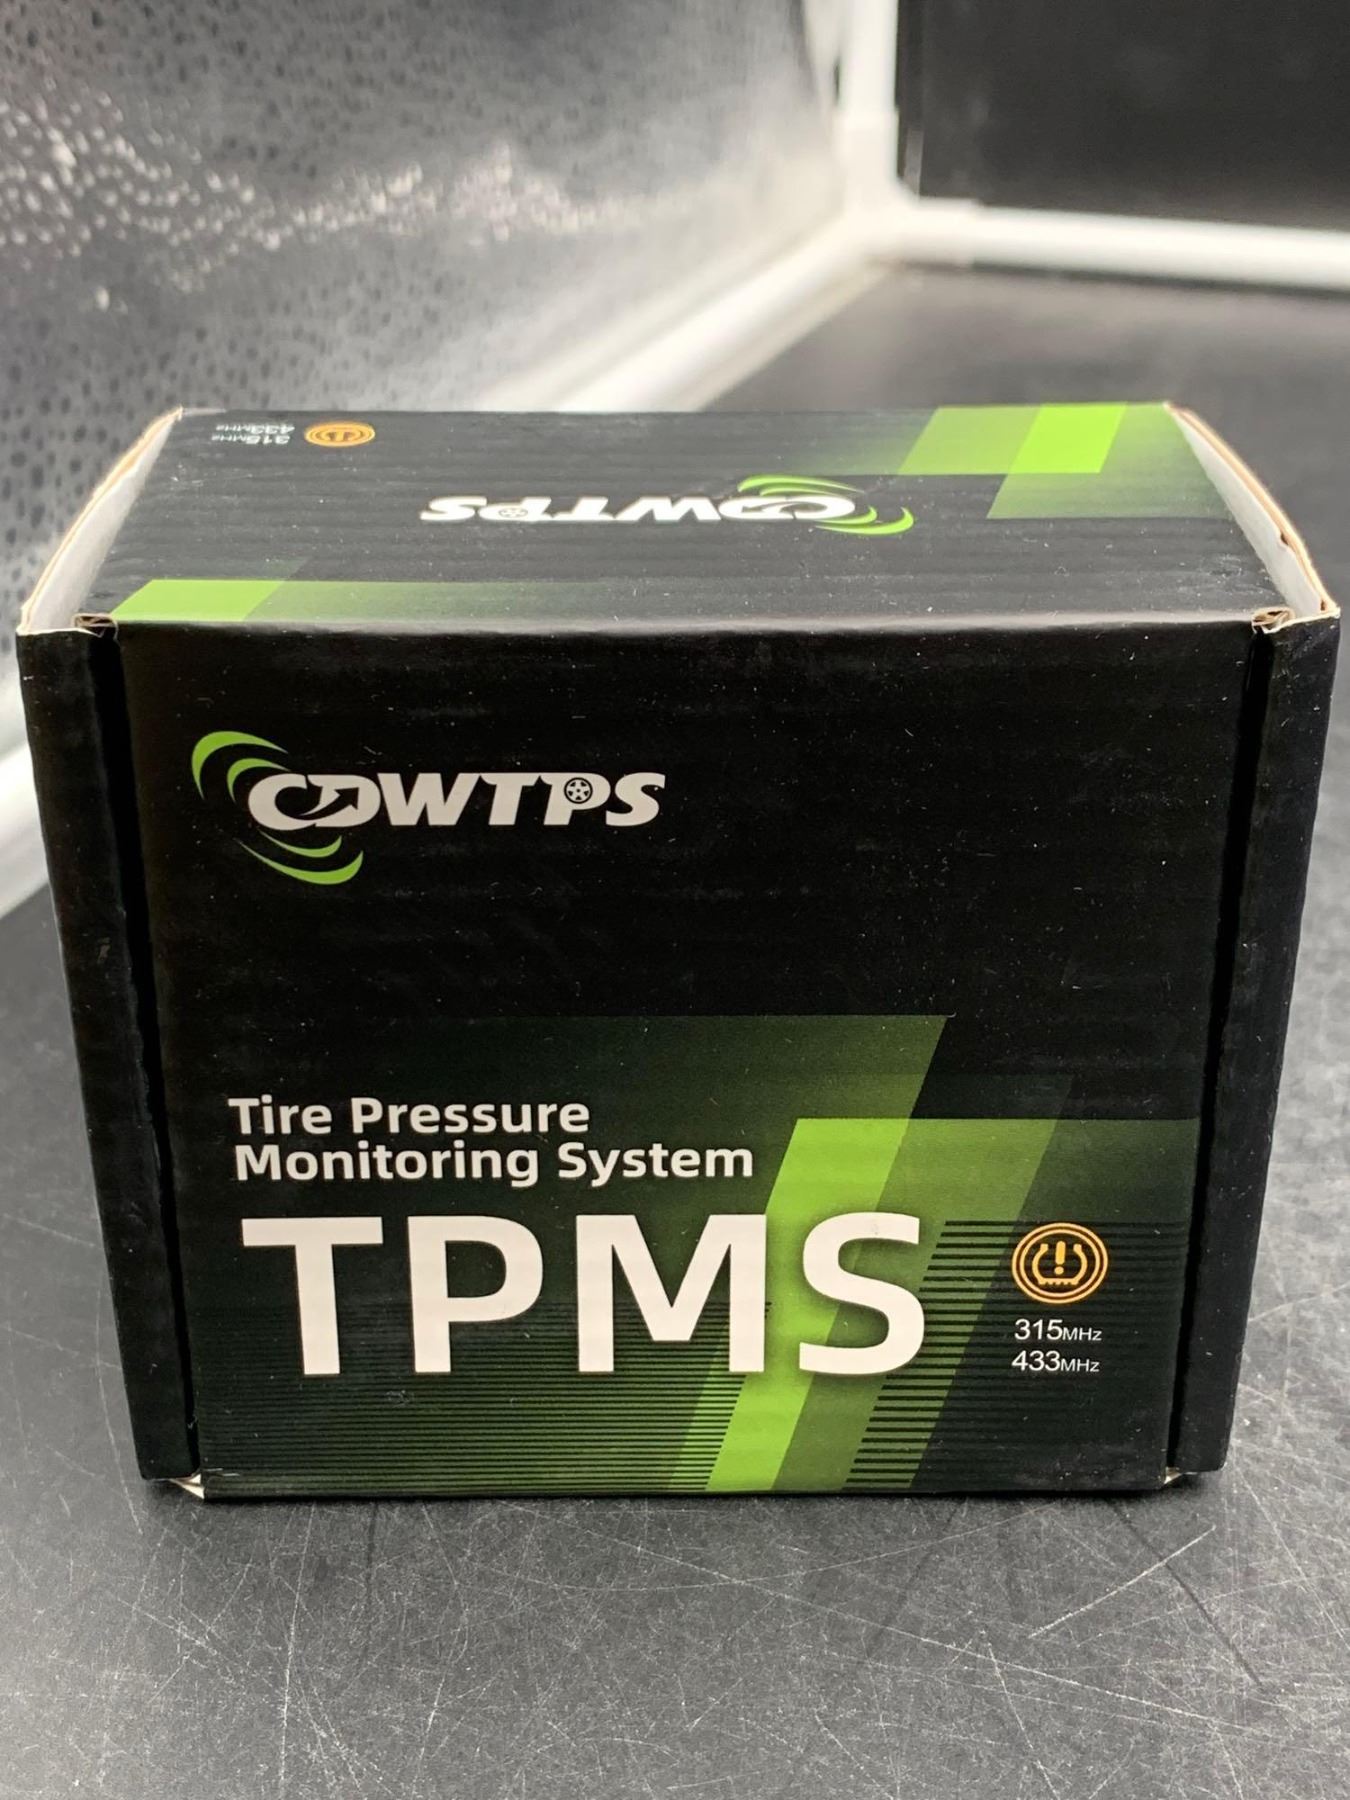 315MHz
433MHz
CDWTPS
CDWTPS
Tire Pressure
Monitoring System
TPMS
315MHz
433MHz